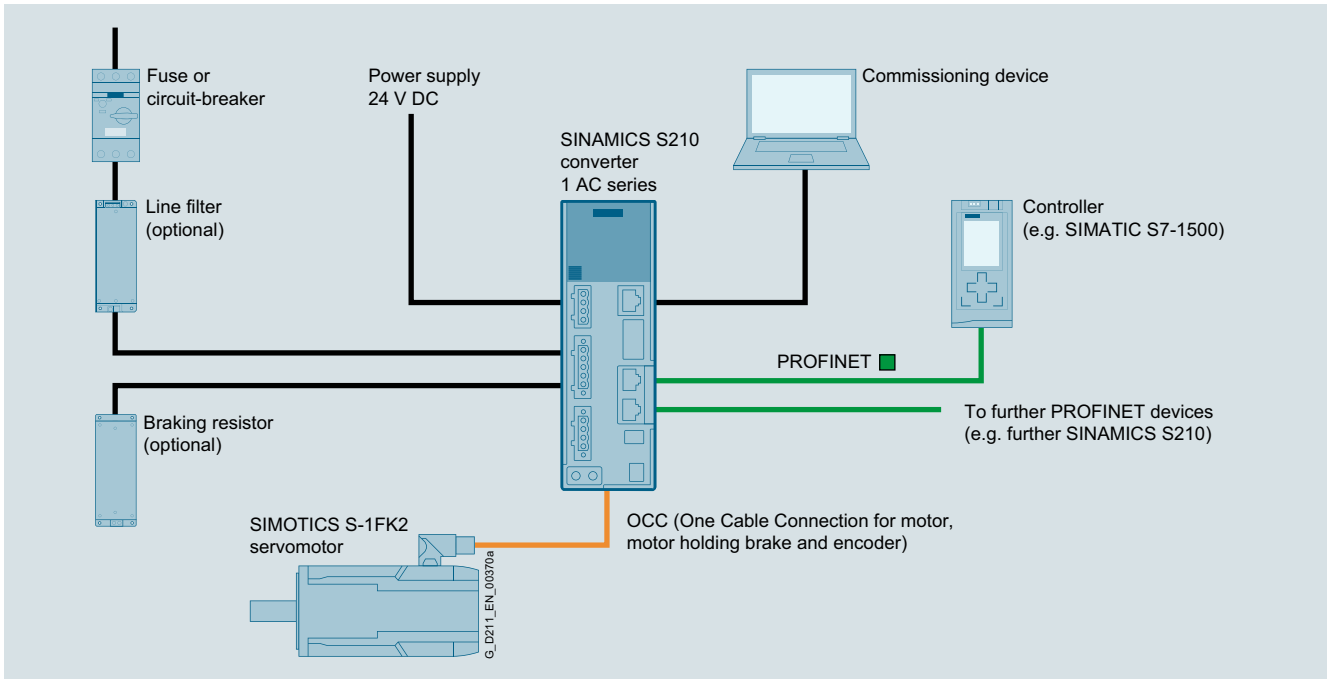 Fuse or
circuit-breaker
Power supply
24 V DC
Commissioning device
SINAMICS S210
converter
1 AC series
Line filter
(optional)
Controller
(e.g. SIMATIC S7-1500)
PROFINET
To further PROFINET devices
(e.g. further SINAMICS S210)
Braking resistor
(optional)
SIMOTICS S-1FK2
servomotor
OCC (One Cable Connection for motor,
motor holding brake and encoder)
G_D211_EN_00370a